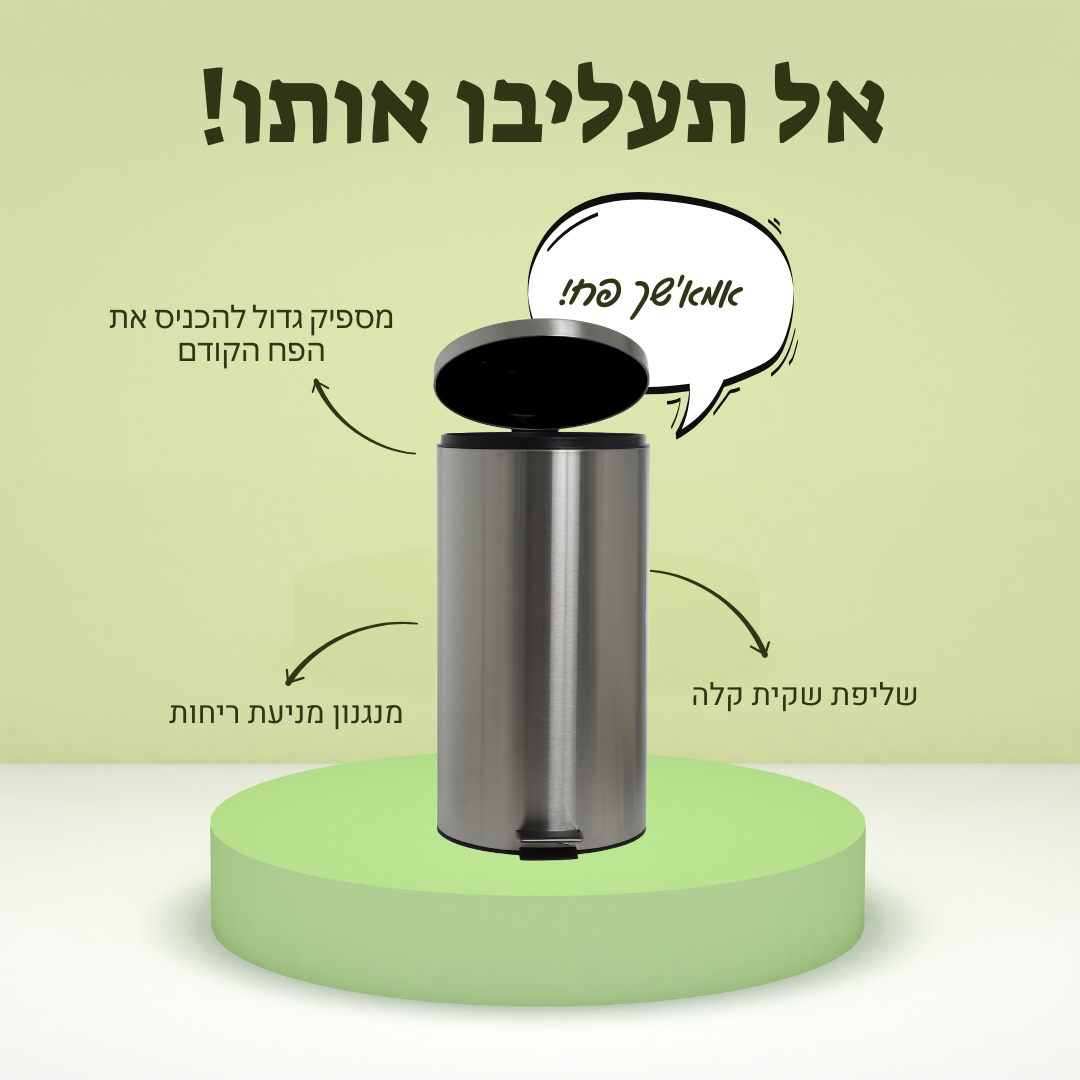 אל תעליבו אותו!
אמא'שך פח!
מספיק גדול להכניס את
הפח הקודם
שליפת שקית קלה
מנגנון מניעת ריחות